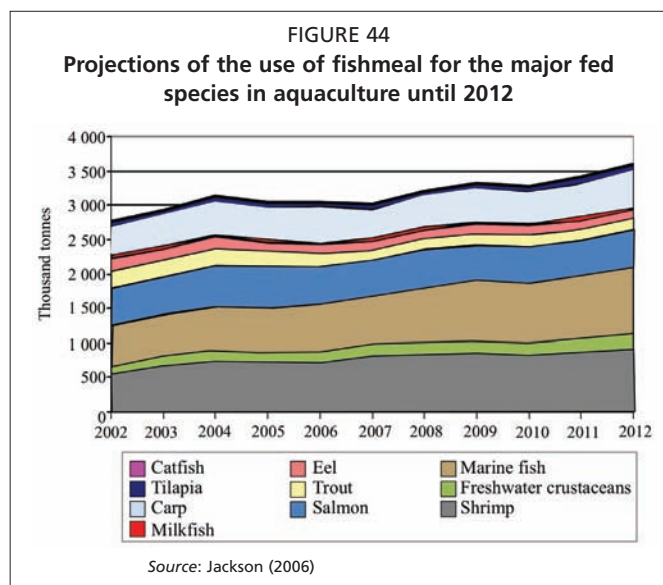 FIGURE 44
Projections of the use of fishmeal for the major fed
species in aquaculture until 2012
4 000
3 500
3 000
2 500
2 000
1 500
1 000
500
0
Thousand tonnes
2002 2003 2004 2005 2006 2007 2008 2009 2010 2011 2012
Catfish Eel Marine fish
Tilapia Trout Freshwater crustaceans
Carp Salmon Shrimp
Milkfish
Source: Jackson (2006)